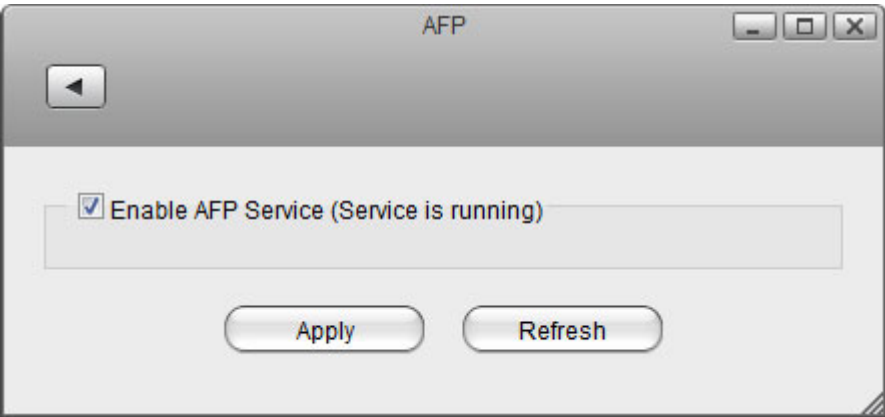 AFP
Enable AFP Service (Service is running)
Apply Refresh